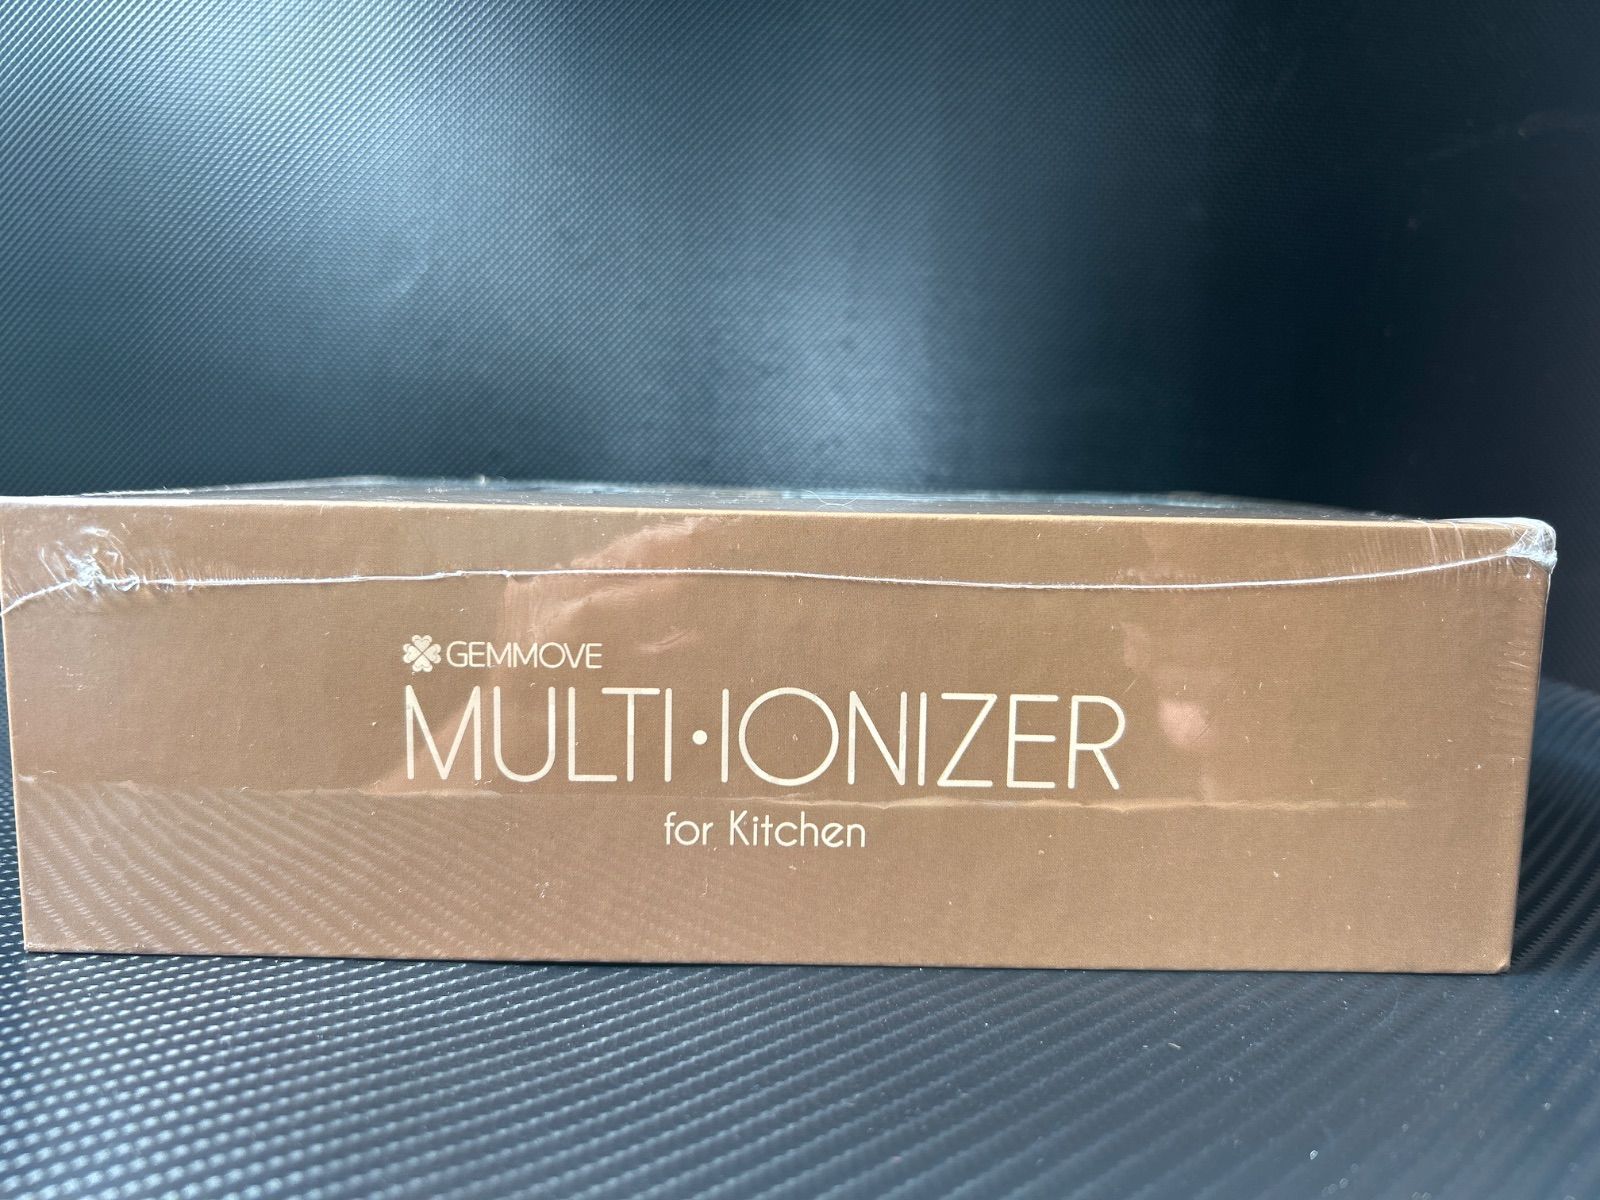 GEMMOVE
MULTI·IONIZER
for Kitchen